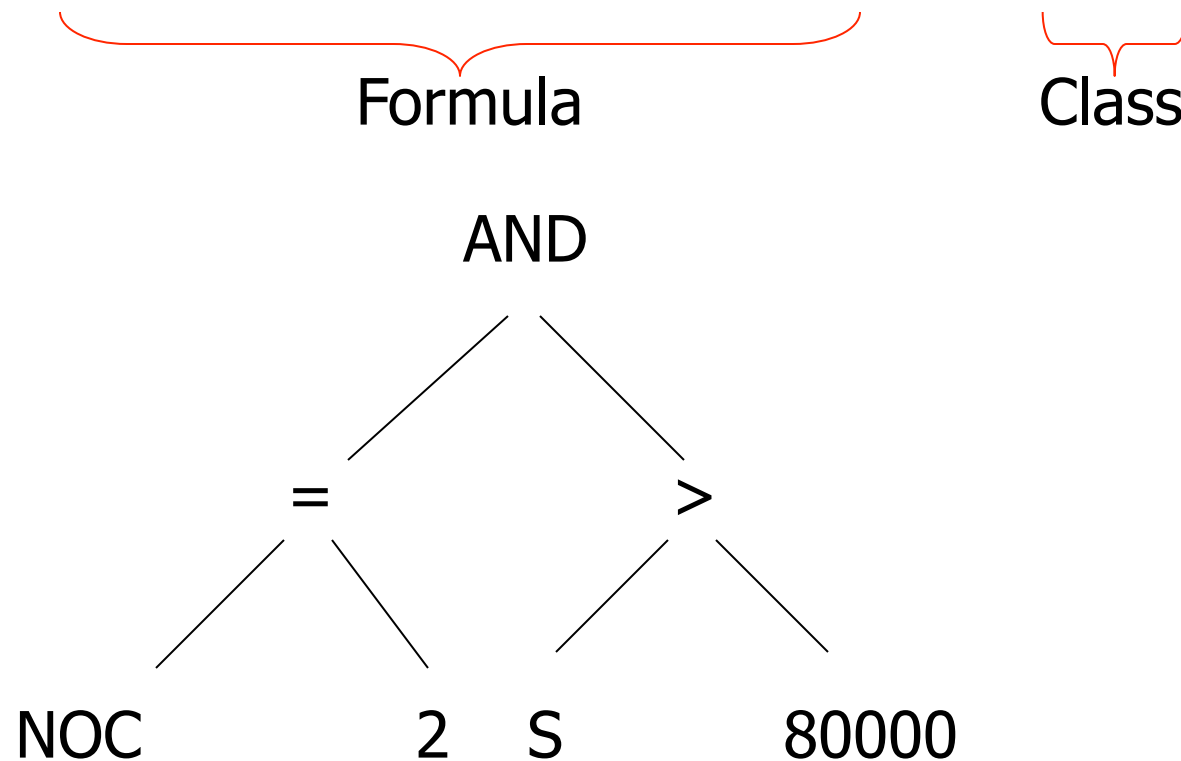 Formula Class
AND
= >
NOC 2 S 80000